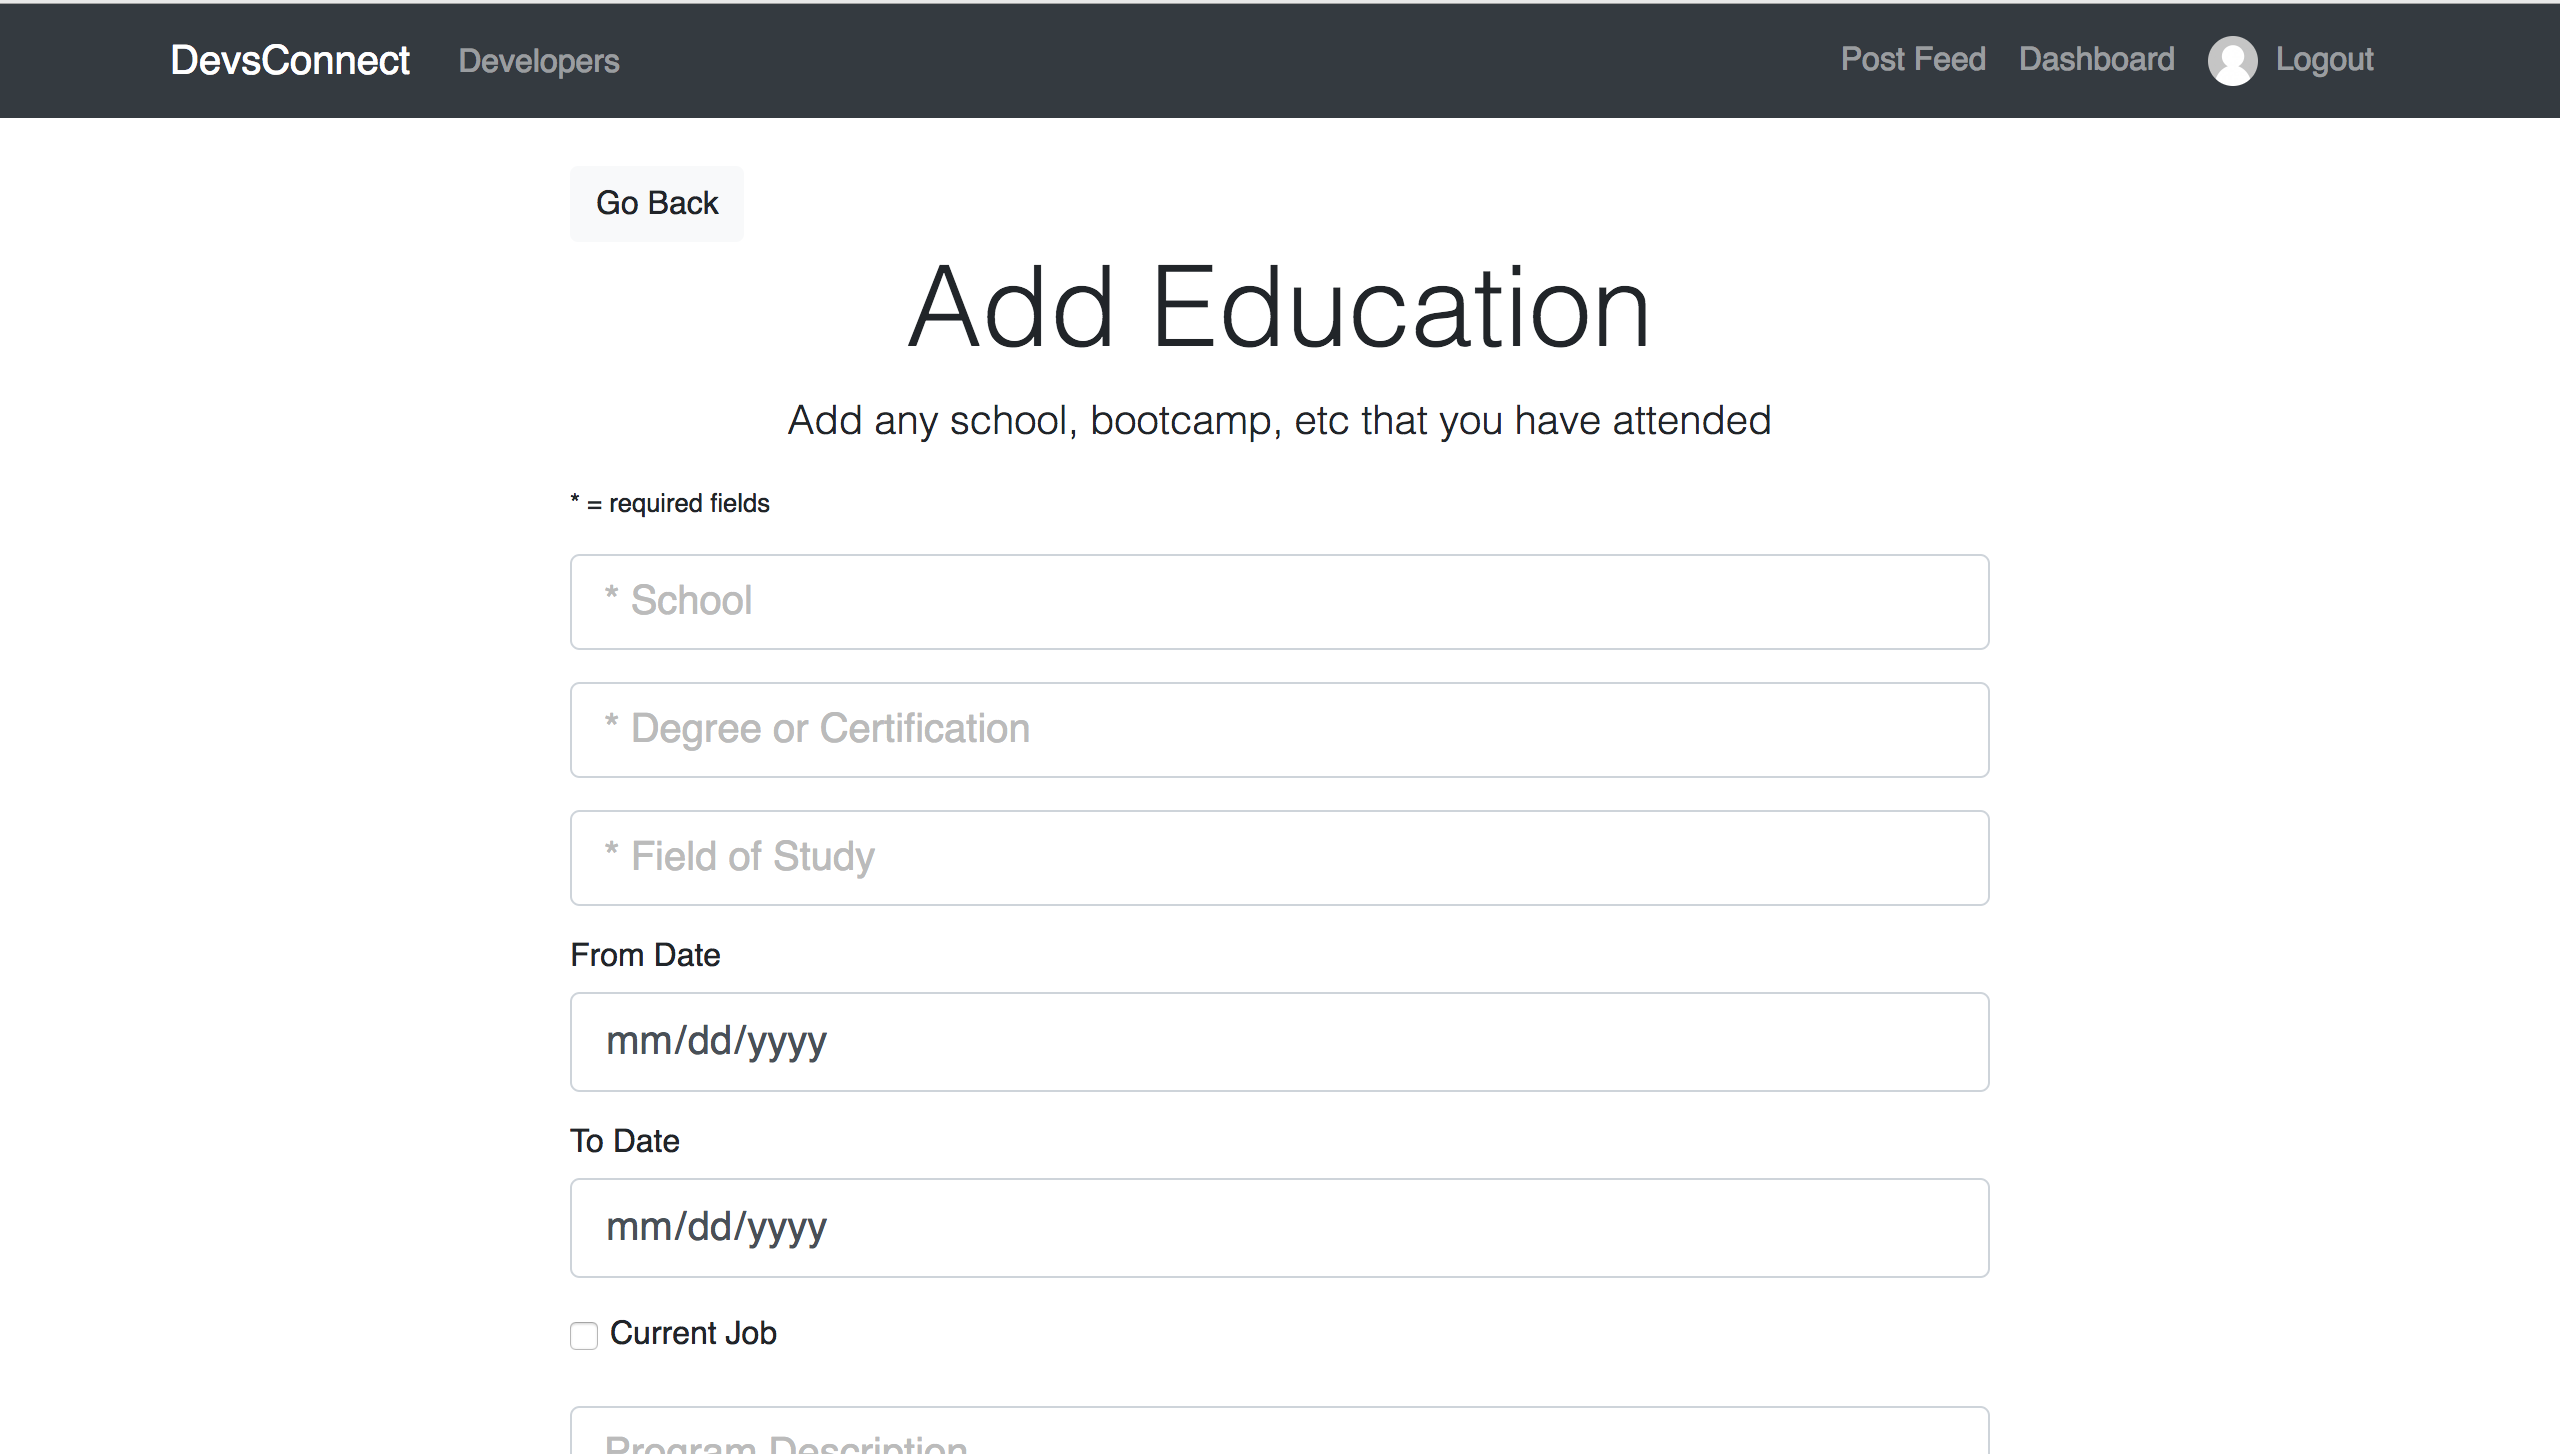 DevsConnect Developers Post Feed Dashboard Logout
Go Back
Add Education
Add any school, bootcamp, etc that you have attended
* = required fields
* School
* Degree or Certification
* Field of Study
From Date
mm/dd/yyyy
To Date
mm/dd/yyyy
Current Job
Program Description